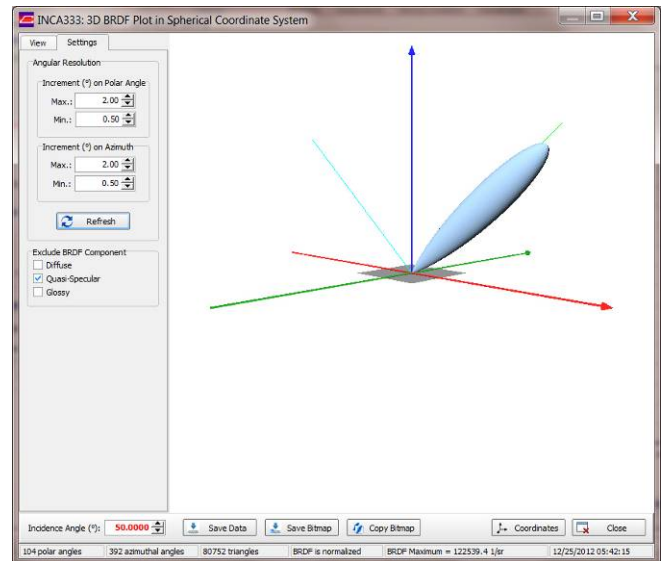 INCA333: 3D BRDF Plot in Spherical Coordinate System
View Settings
Angular Resolution
Increment (°) on Polar Angle
Max.: 2.00
Min.: 0.50
Increment (°) on Azimuth
Max.: 2.00
Min.: 0.50
Refresh
Exclude BRDF Component
Diffuse
Quasi-Specular
Glossy
Incidence Angle (°): 50.0000 Save Data Save Bitmap Copy Bitmap Coordinates Close
104 polar angles 392 azimuthal angles 80752 triangles BRDF is normalized BRDF Maximum = 122539.4 1/sr 12/25/2012 05:42:15